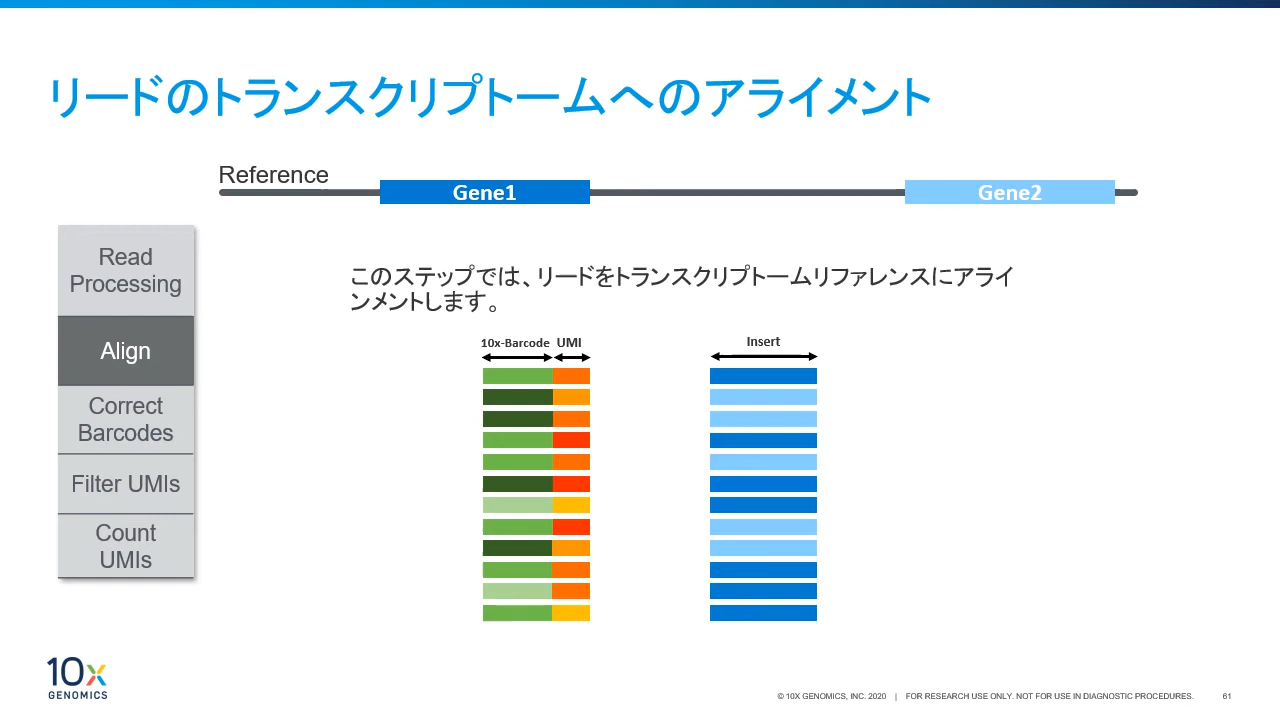 リードのトランスクリプトームへのアライメント
Reference
Gene1
Gene2
Read
Processing
Align
Correct
Barcodes
Filter UMIs
Count
UMIs
このステップでは、リードをトランスクリプトームリファレンスにアライ
ンメントします。
10x-Barcode UMI
Insert
10x
GENOMICS
© 10X GENOMICS, INC. 2020 | FOR RESEARCH USE ONLY. NOT FOR USE IN DIAGNOSTIC PROCEDURES. 61